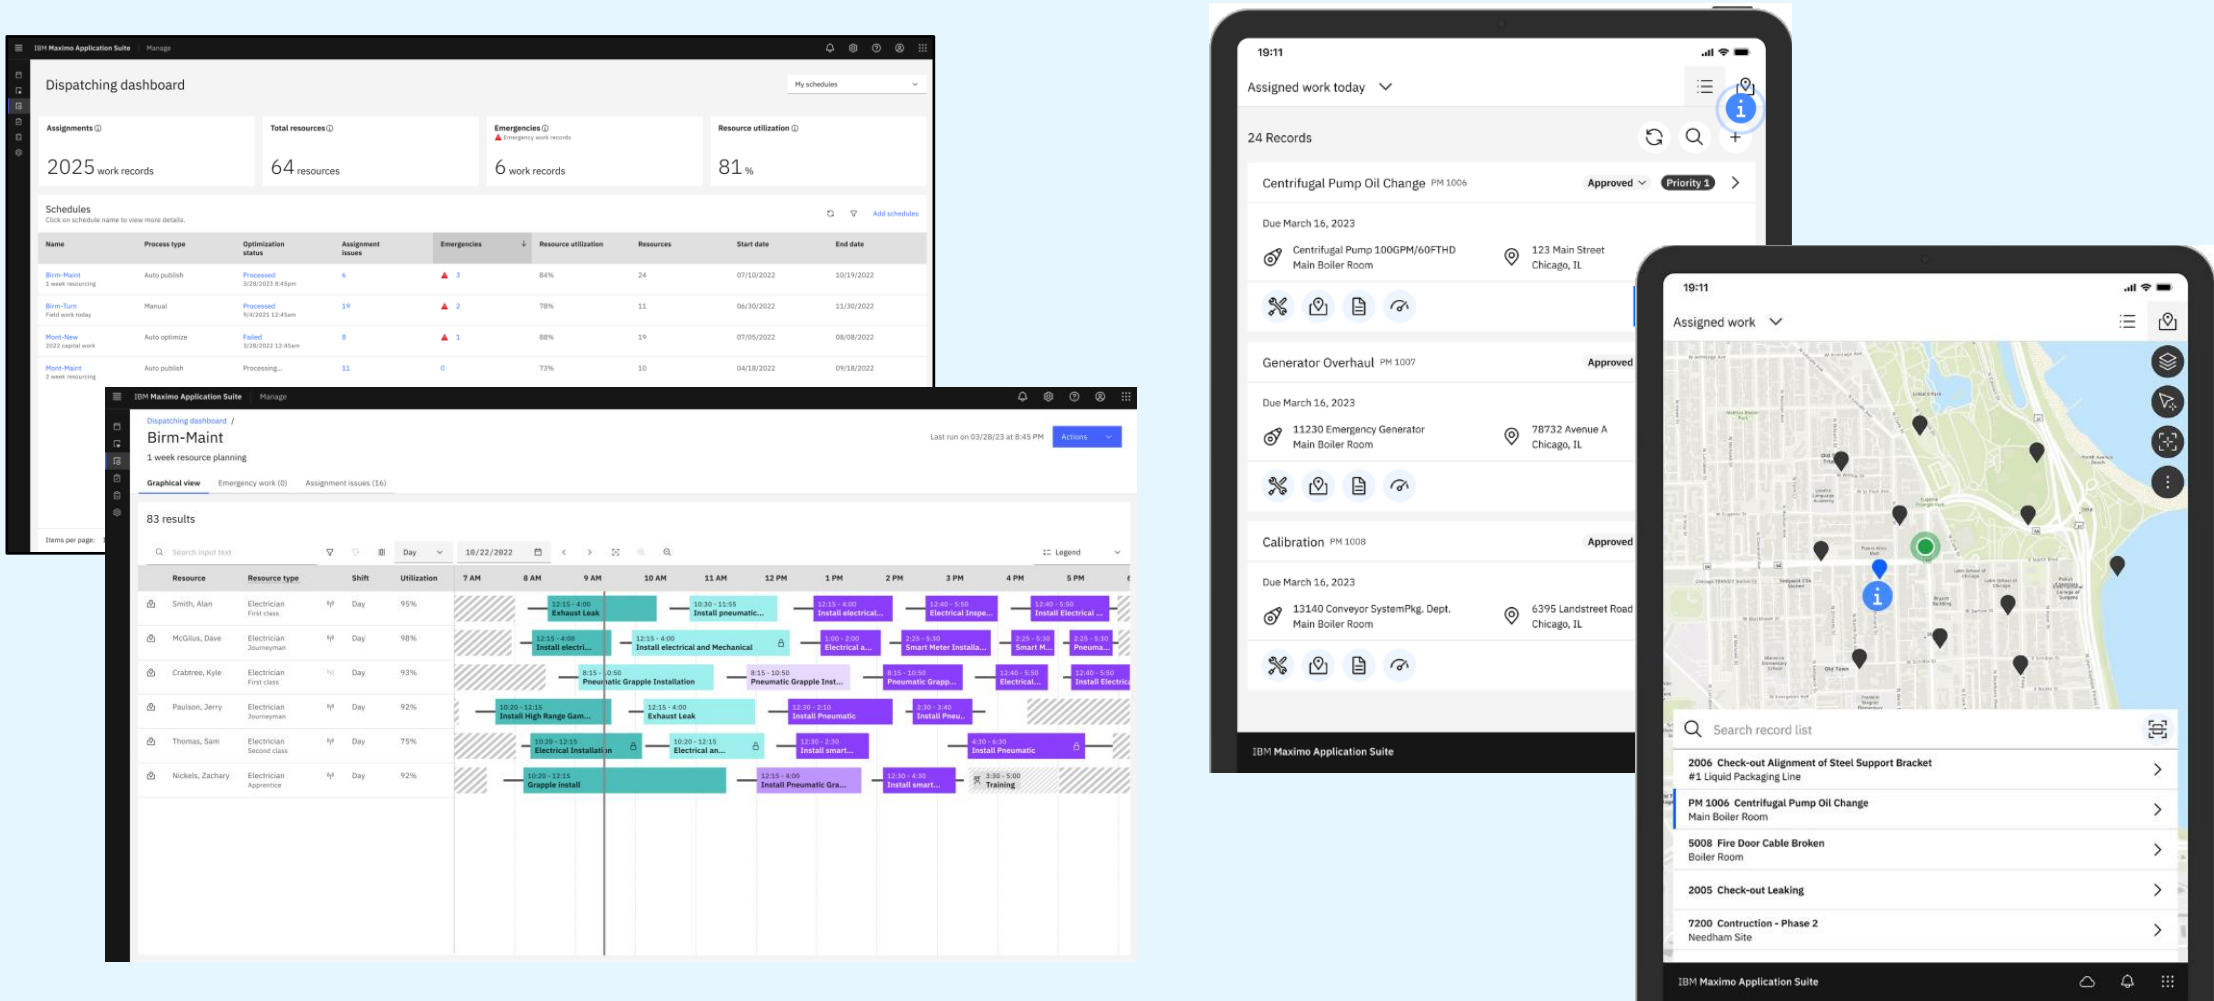 IBM Maximo Application Suite Manage
Dispatching dashboard
My schedules
Assignments
2025 work records
Total resources
64 resources
Emergencies
Emergency work records
6 work records
Resource utilization
81 %
Schedules
Click on schedule name to view more details.
Add schedules
Name Process type Optimization status Assignment issues Emergencies Resource utilization Resources Start date End date
Birm-Maint Auto publish Processed 6 3 84% 24 07/10/2022 10/19/2022
1 week resourcing 3/28/2023 8:45pm
Birm-Turn Manual Processed 19 2 78% 11 06/30/2022 11/30/2022
Field work today 9/4/2021 12:45am
Mont-New Auto optimize Failed 8 1 88% 19 07/05/2022 08/08/2022
2022 capital work 3/28/2022 12:45am
Mont-Maint Auto publish Processing... 11 0 73% 10 04/18/2022 09/18/2022
2 week resourcing
Items per page:
IBM Maximo Application Suite Manage
Dispatching dashboard /
Birm-Maint
1 week resource planning
Last run on 03/28/23 at 8:45 PM
Actions
Graphical view Emergency work (0) Assignment issues (16)
83 results
Search input text Day 10/22/2022 Legend
Resource Resource type Shift Utilization 7 AM 8 AM 9 AM 10 AM 11 AM 12 PM 1 PM 2 PM 3 PM 4 PM 5 PM
Smith, Alan Electrician Day 95%
First class
12:15 - 4:00 10:30 - 11:55 12:15 - 4:00 12:40 - 5:50 12:40 - 5:50
Exhaust Leak Install pneumatic... Install electrical... Electrical Inspe... Install Electrical ...
McGilus, Dave Electrician Day 98%
Journeyman
12:15 - 4:00 12:15 - 4:00 1:00 - 2:00 2:25 - 5:30 2:25 - 5:30 2:25 - 5:30
Install electri... Install electrical and Mechanical Electrical a... Smart Meter Installa... Smart M... Pneuma...
Crabtree, Kyle Electrician Day 93%
First class
8:15 - 10:50 8:15 - 10:50 8:15 - 10:50 12:40 - 5:50 12:40 - 5:50
Pneumatic Grapple Installation Pneumatic Grapple Inst... Pneumatic Grapp... Electrical... Install Electric
Paulson, Jerry Electrician Day 92%
Journeyman
10:20 - 12:15 12:15 - 4:00 12:30 - 2:10 2:30 - 3:40
Install High Range Gam... Exhaust Leak Install Pneumatic Install Pneu..
Thomas, Sam Electrician Day 75%
Second class
10:20 - 12:15 10:20 - 12:15 12:30 - 2:30 4:30 - 6:30
Electrical Installation Electrical an... Install smart... Install Pneumatic
Nickels, Zachary Electrician Day 92%
Apprentice
10:20 - 12:15 12:15 - 4:00 12:30 - 4:30 3:30 - 5:00
Grapple install Install Pneumatic Gra... Install smart... Training
19:11
Assigned work today
24 Records
Centrifugal Pump Oil Change PM 1006 Approved Priority 1
Due March 16, 2023
Centrifugal Pump 100GPM/60FTHD 123 Main Street
Main Boiler Room Chicago, IL
Generator Overhaul PM 1007 Approved
Due March 16, 2023
11230 Emergency Generator 78732 Avenue A
Main Boiler Room Chicago, IL
Calibration PM 1008 Approved
Due March 16, 2023
13140 Conveyor SystemPkg. Dept. 6395 Landstreet Road
Main Boiler Room Chicago, IL
IBM Maximo Application Suite
19:11
Assigned work
Old Town
Search record list
2006 Check-out Alignment of Steel Support Bracket
#1 Liquid Packaging Line
PM 1006 Centrifugal Pump Oil Change
Main Boiler Room
5008 Fire Door Cable Broken
Boiler Room
2005 Check-out Leaking
7200 Contruction - Phase 2
Needham Site
IBM Maximo Application Suite